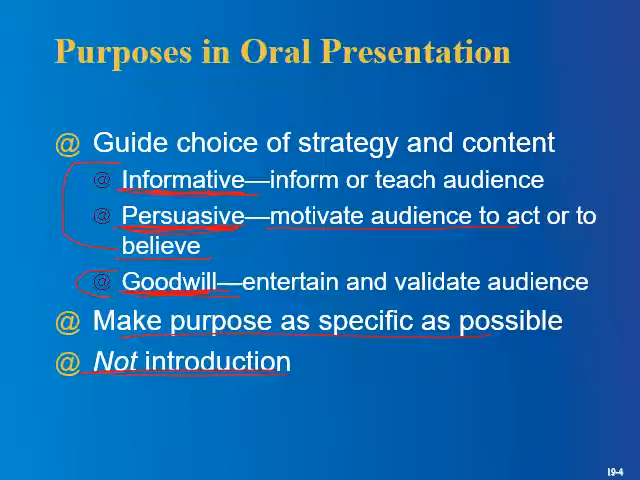 Purposes in Oral Presentation
@ Guide choice of strategy and content
@ Informative—inform or teach audience
@ Persuasive—motivate audience to act or to
believe
@ Goodwill—entertain and validate audience
@ Make purpose as specific as possible
@ Not introduction
19-4